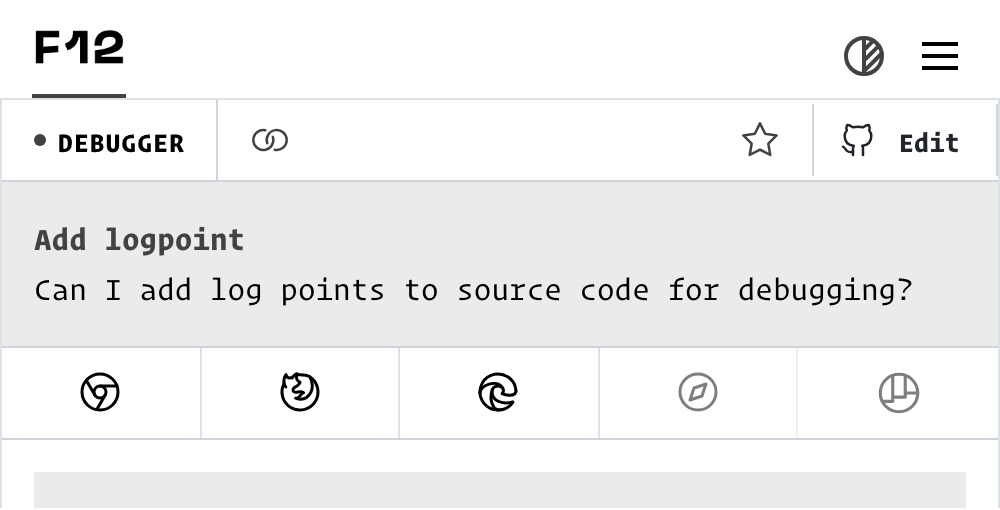 F12
DEBUGGER
Edit
Add logpoint
Can I add log points to source code for debugging?